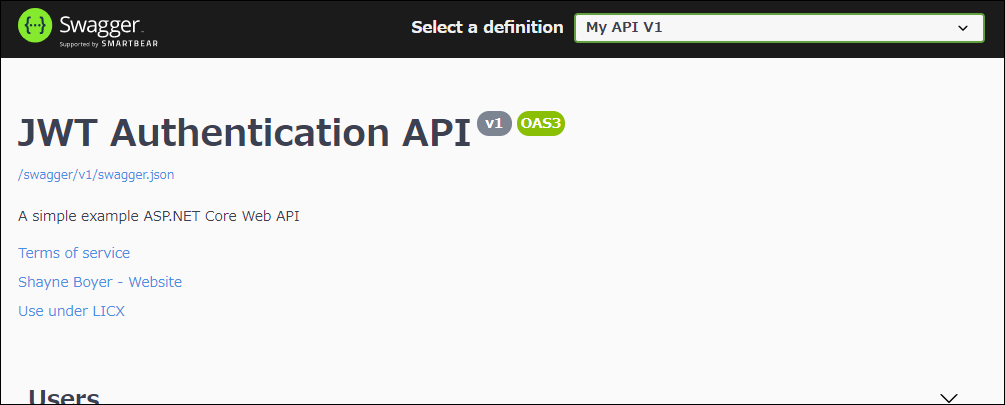 Swagger
Supported by SMARTBEAR
Select a definition
My API V1
JWT Authentication API v1 OAS3
/swagger/v1/swagger.json
A simple example ASP.NET Core Web API
Terms of service
Shayne Boyer - Website
Use under LICX
Users